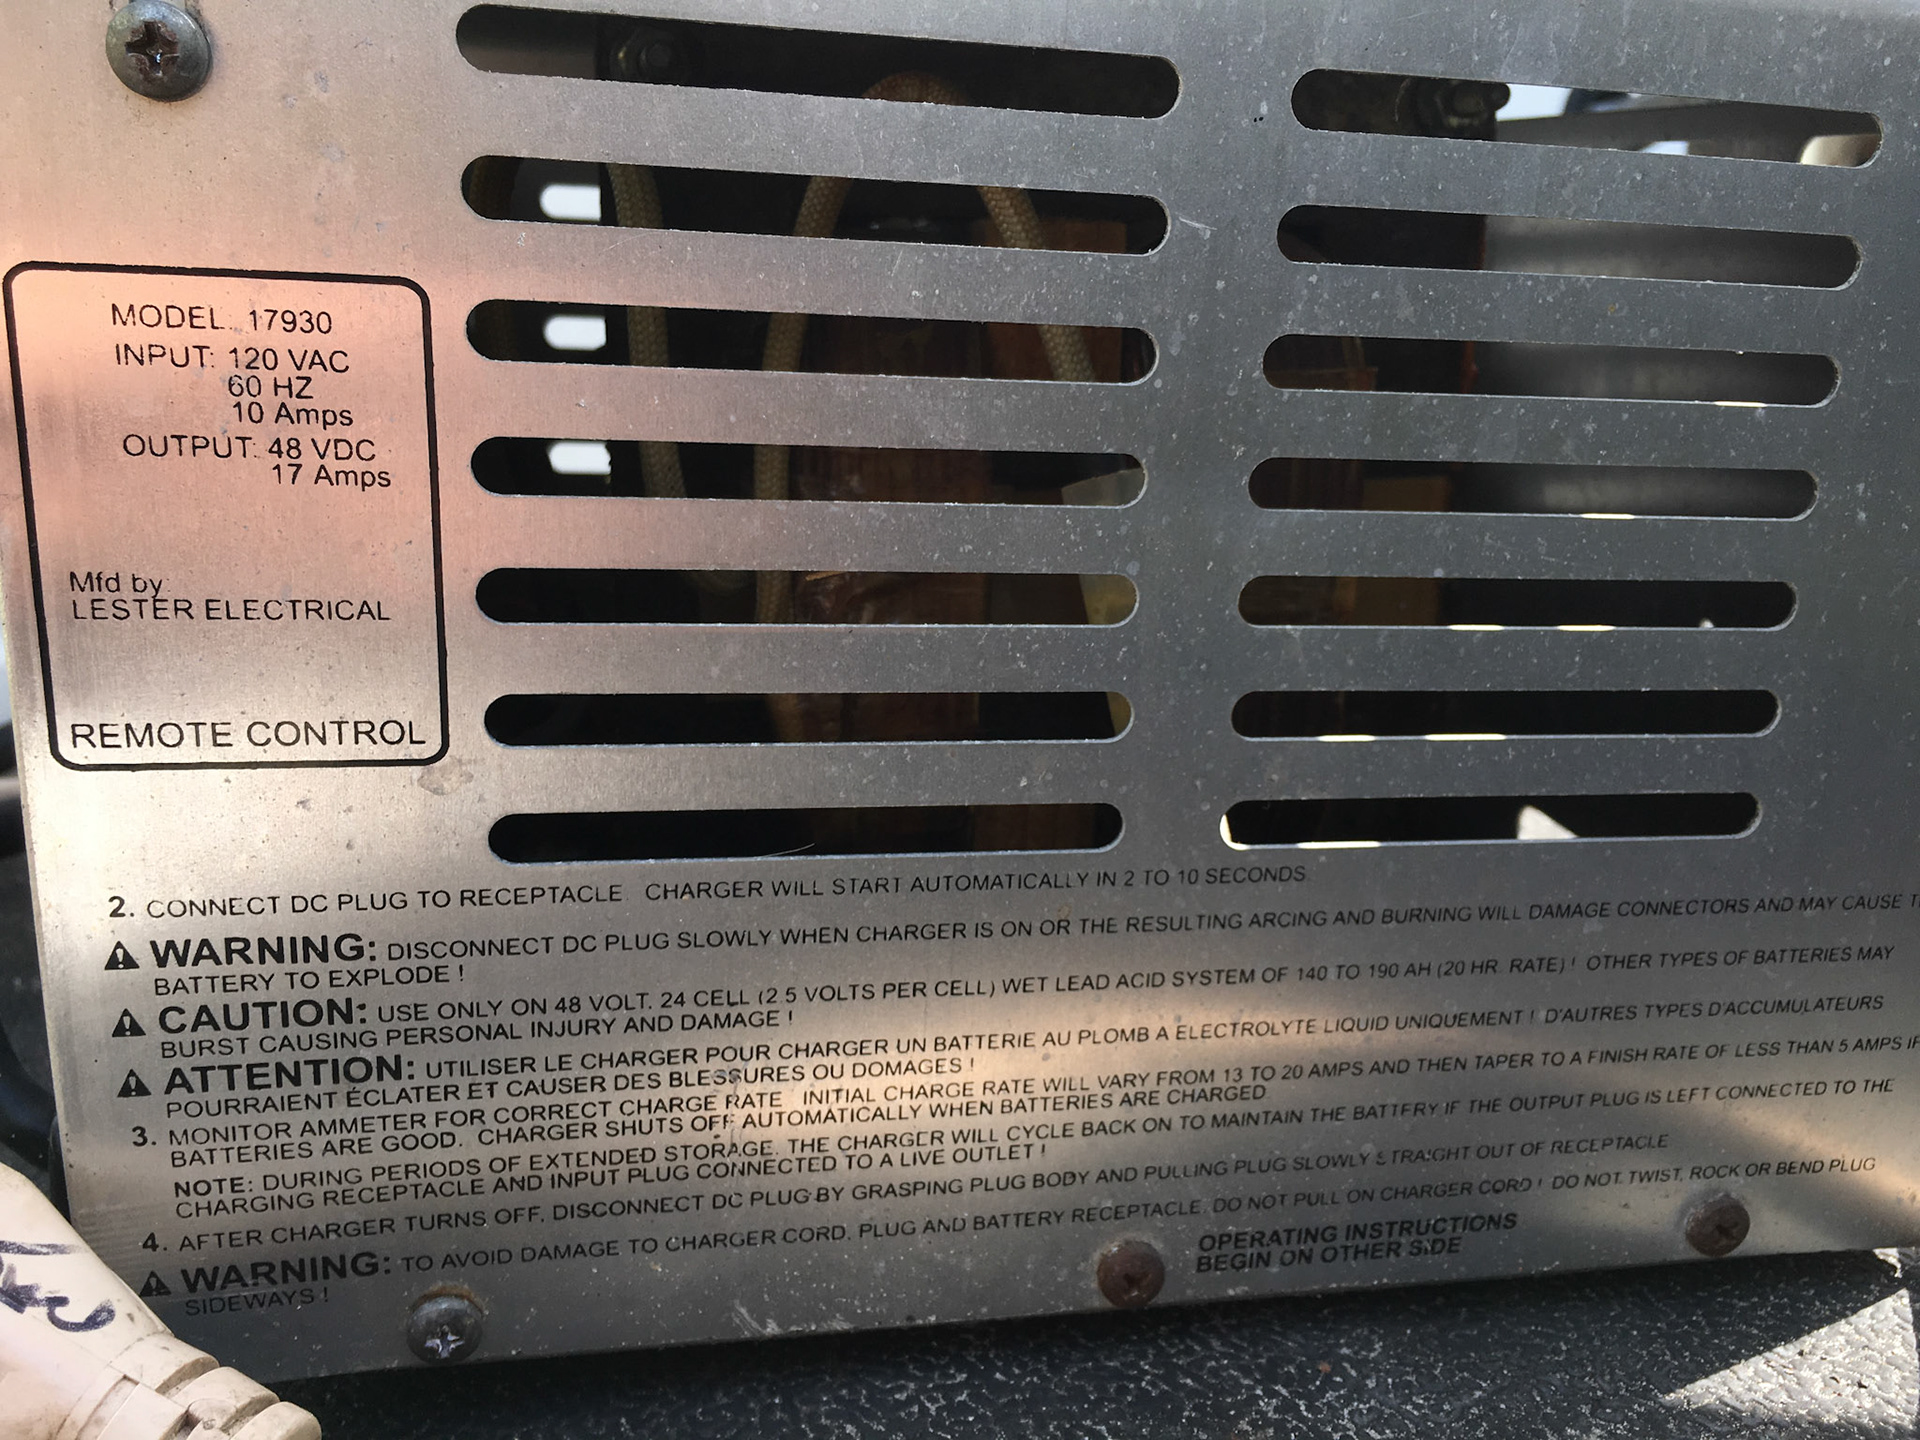 MODEL: 17930
INPUT: 120 VAC
60 HZ
10 Amps
OUTPUT: 48 VDC
17 Amps
Mfd by
LESTER ELECTRICAL
REMOTE CONTROL
2. CONNECT DC PLUG TO RECEPTACLE. CHARGER WILL START AUTOMATICALLY IN 2 TO 10 SECONDS.
WARNING: DISCONNECT DC PLUG SLOWLY WHEN CHARGER IS ON OR THE RESULTING ARCING AND BURNING WILL DAMAGE CONNECTORS AND MAY CAUSE
BATTERY TO EXPLODE !
CAUTION: USE ONLY ON 48 VOLT, 24 CELL (2.5 VOLTS PER CELL) WET LEAD ACID SYSTEM OF 140 TO 190 AH (20 HR. RATE) ! OTHER TYPES OF BATTERIES MAY
BURST CAUSING PERSONAL INJURY AND DAMAGE !
ATTENTION: UTILISER LE CHARGER POUR CHARGER UN BATTERIE AU PLOMB A ELECTROLYTE LIQUID UNIQUEMENT ! D'AUTRES TYPES D'ACCUMULATEURS
POURRAIENT ÉCLATER ET CAUSER DES BLESSURES OU DOMAGES !
3. MONITOR AMMETER FOR CORRECT CHARGE RATE. INITIAL CHARGE RATE WILL VARY FROM 13 TO 20 AMPS AND THEN TAPER TO A FINISH RATE OF LESS THAN 5 AMPS IF
BATTERIES ARE GOOD. CHARGER SHUTS OFF AUTOMATICALLY WHEN BATTERIES ARE CHARGED
NOTE: DURING PERIODS OF EXTENDED STORAGE, THE CHARGER WILL CYCLE BACK ON TO MAINTAIN THE BATTERY IF THE OUTPUT PLUG IS LEFT CONNECTED TO THE
CHARGING RECEPTACLE AND INPUT PLUG CONNECTED TO A LIVE OUTLET !
4. AFTER CHARGER TURNS OFF, DISCONNECT DC PLUG BY GRASPING PLUG BODY AND PULLING PLUG SLOWLY STRAIGHT OUT OF RECEPTACLE
WARNING: TO AVOID DAMAGE TO CHARGER CORD, PLUG AND BATTERY RECEPTACLE, DO NOT PULL ON CHARGER CORD ! DO NOT TWIST, ROCK OR BEND PLUG
SIDEWAYS !
OPERATING INSTRUCTIONS
BEGIN ON OTHER SIDE